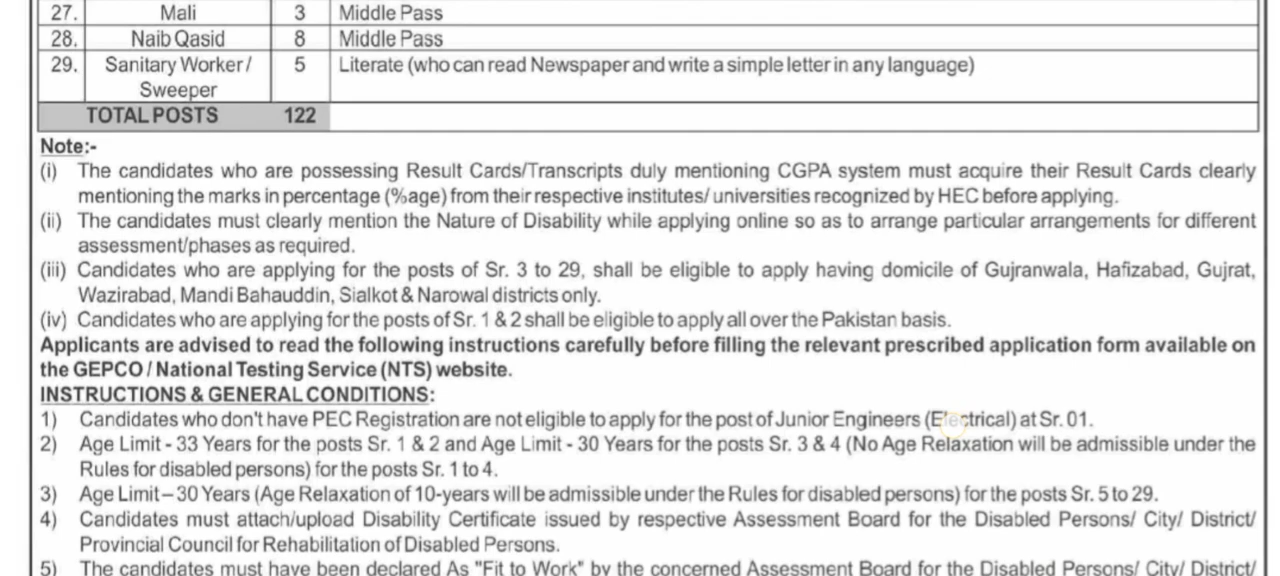 27. Mali 3 Middle Pass
28. Naib Qasid 8 Middle Pass
29. Sanitary Worker/ 5 Literate (who can read Newspaper and write a simple letter in any language)
Sweeper
TOTAL POSTS 122
Note:-
(i) The candidates who are possessing Result Cards/Transcripts duly mentioning CGPA system must acquire their Result Cards clearly
mentioning the marks in percentage (%age) from their respective institutes/ universities recognized by HEC before applying.
(ii) The candidates must clearly mention the Nature of Disability while applying online so as to arrange particular arrangements for different
assessment/phases as required.
(iii) Candidates who are applying for the posts of Sr. 3 to 29, shall be eligible to apply having domicile of Gujranwala, Hafizabad, Gujrat,
Wazirabad, Mandi Bahauddin, Sialkot & Narowal districts only.
(iv) Candidates who are applying for the posts of Sr. 1 & 2 shall be eligible to apply all over the Pakistan basis.
Applicants are advised to read the following instructions carefully before filling the relevant prescribed application form available on
the GEPCO / National Testing Service (NTS) website.
INSTRUCTIONS & GENERAL CONDITIONS:
1) Candidates who don't have PEC Registration are not eligible to apply for the post of Junior Engineers (Electrical) at Sr. 01.
2) Age Limit - 33 Years for the posts Sr. 1 & 2 and Age Limit - 30 Years for the posts Sr. 3 & 4 (No Age Relaxation will be admissible under the
Rules for disabled persons) for the posts Sr. 1 to 4.
3) Age Limit – 30 Years (Age Relaxation of 10-years will be admissible under the Rules for disabled persons) for the posts Sr. 5 to 29.
4) Candidates must attach/upload Disability Certificate issued by respective Assessment Board for the Disabled Persons/ City/ District/
Provincial Council for Rehabilitation of Disabled Persons.
5) The candidates must have been declared As "Fit to Work" by the concerned Assessment Board for the Disabled Persons/ City/ District/